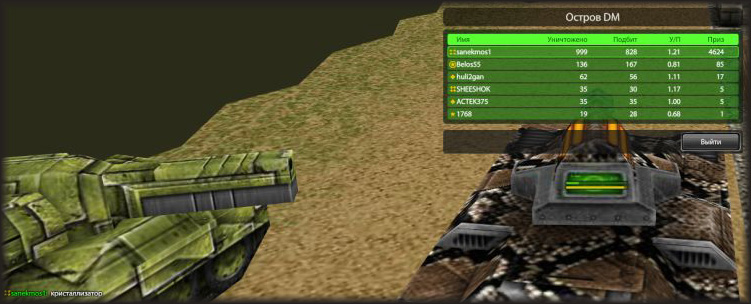 Остров DM
Имя Уничтожено Подбит У/П Приз
sanekmos1 999 828 1.21 4624
Belos55 136 167 0.81 85
huli2gan 62 56 1.11 17
SHEESHOK 35 30 1.17 5
ACTEK375 35 35 1.00 5
1768 19 28 0.68 1
Выйти
sanekmos1: кристаллизатор